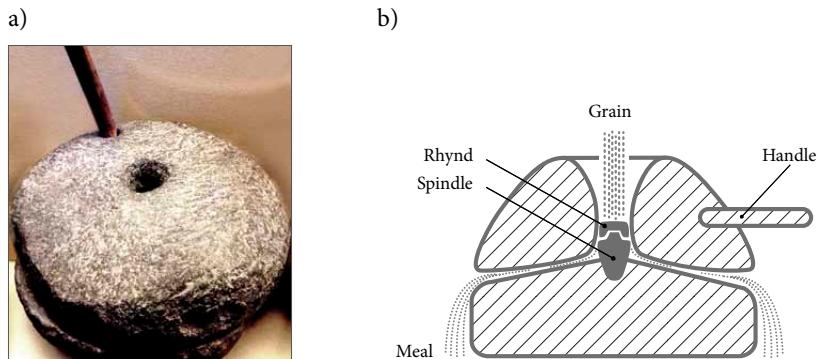 a)
b)
Grain
Rhynd
Handle
Spindle
Meal